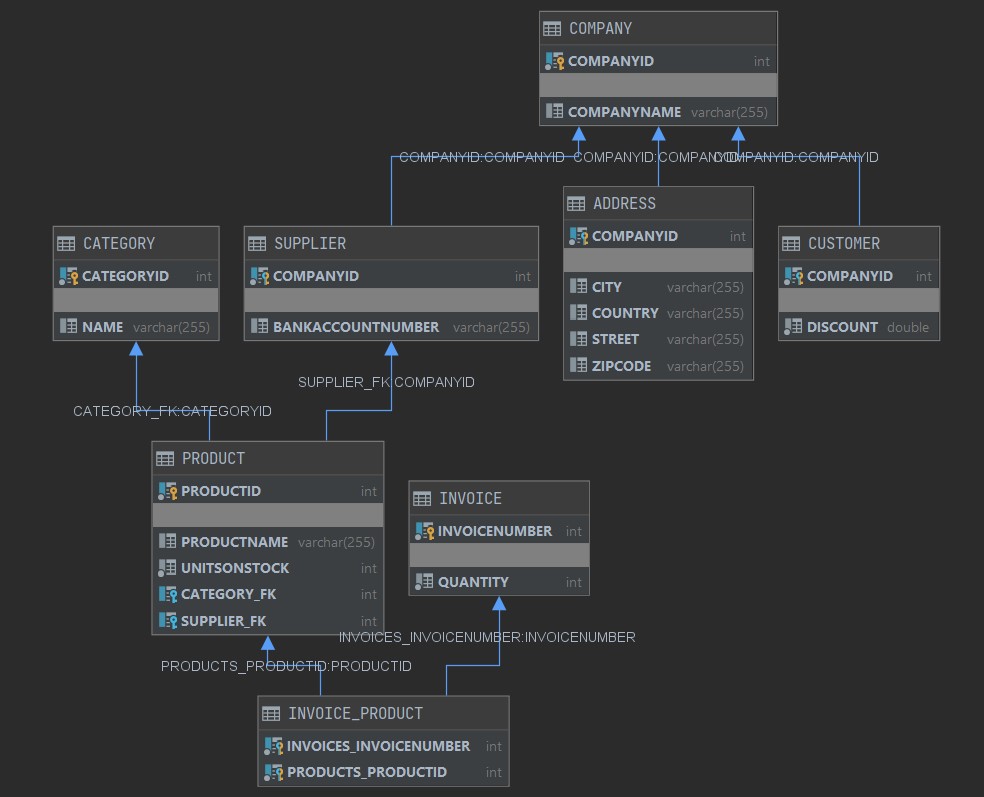 COMPANY
COMPANYID int
COMPANYNAME varchar(255)
COMPANYID:COMPANYID
COMPANYID:COMPANYID
COMPANYID:COMPANYID
ADDRESS
COMPANYID int
CITY varchar(255)
COUNTRY varchar(255)
STREET varchar(255)
ZIPCODE varchar(255)
CATEGORY
CATEGORYID int
NAME varchar(255)
SUPPLIER
COMPANYID int
BANKACCOUNTNUMBER varchar(255)
CUSTOMER
COMPANYID int
DISCOUNT double
SUPPLIER_FK:COMPANYID
CATEGORY_FK:CATEGORYID
PRODUCT
PRODUCTID int
PRODUCTNAME varchar(255)
UNITSONSTOCK int
CATEGORY_FK int
SUPPLIER_FK int
INVOICE
INVOICENUMBER int
QUANTITY int
INVOICES_INVOICENUMBER:INVOICENUMBER
PRODUCTS_PRODUCTID:PRODUCTID
INVOICE_PRODUCT
INVOICES_INVOICENUMBER int
PRODUCTS_PRODUCTID int